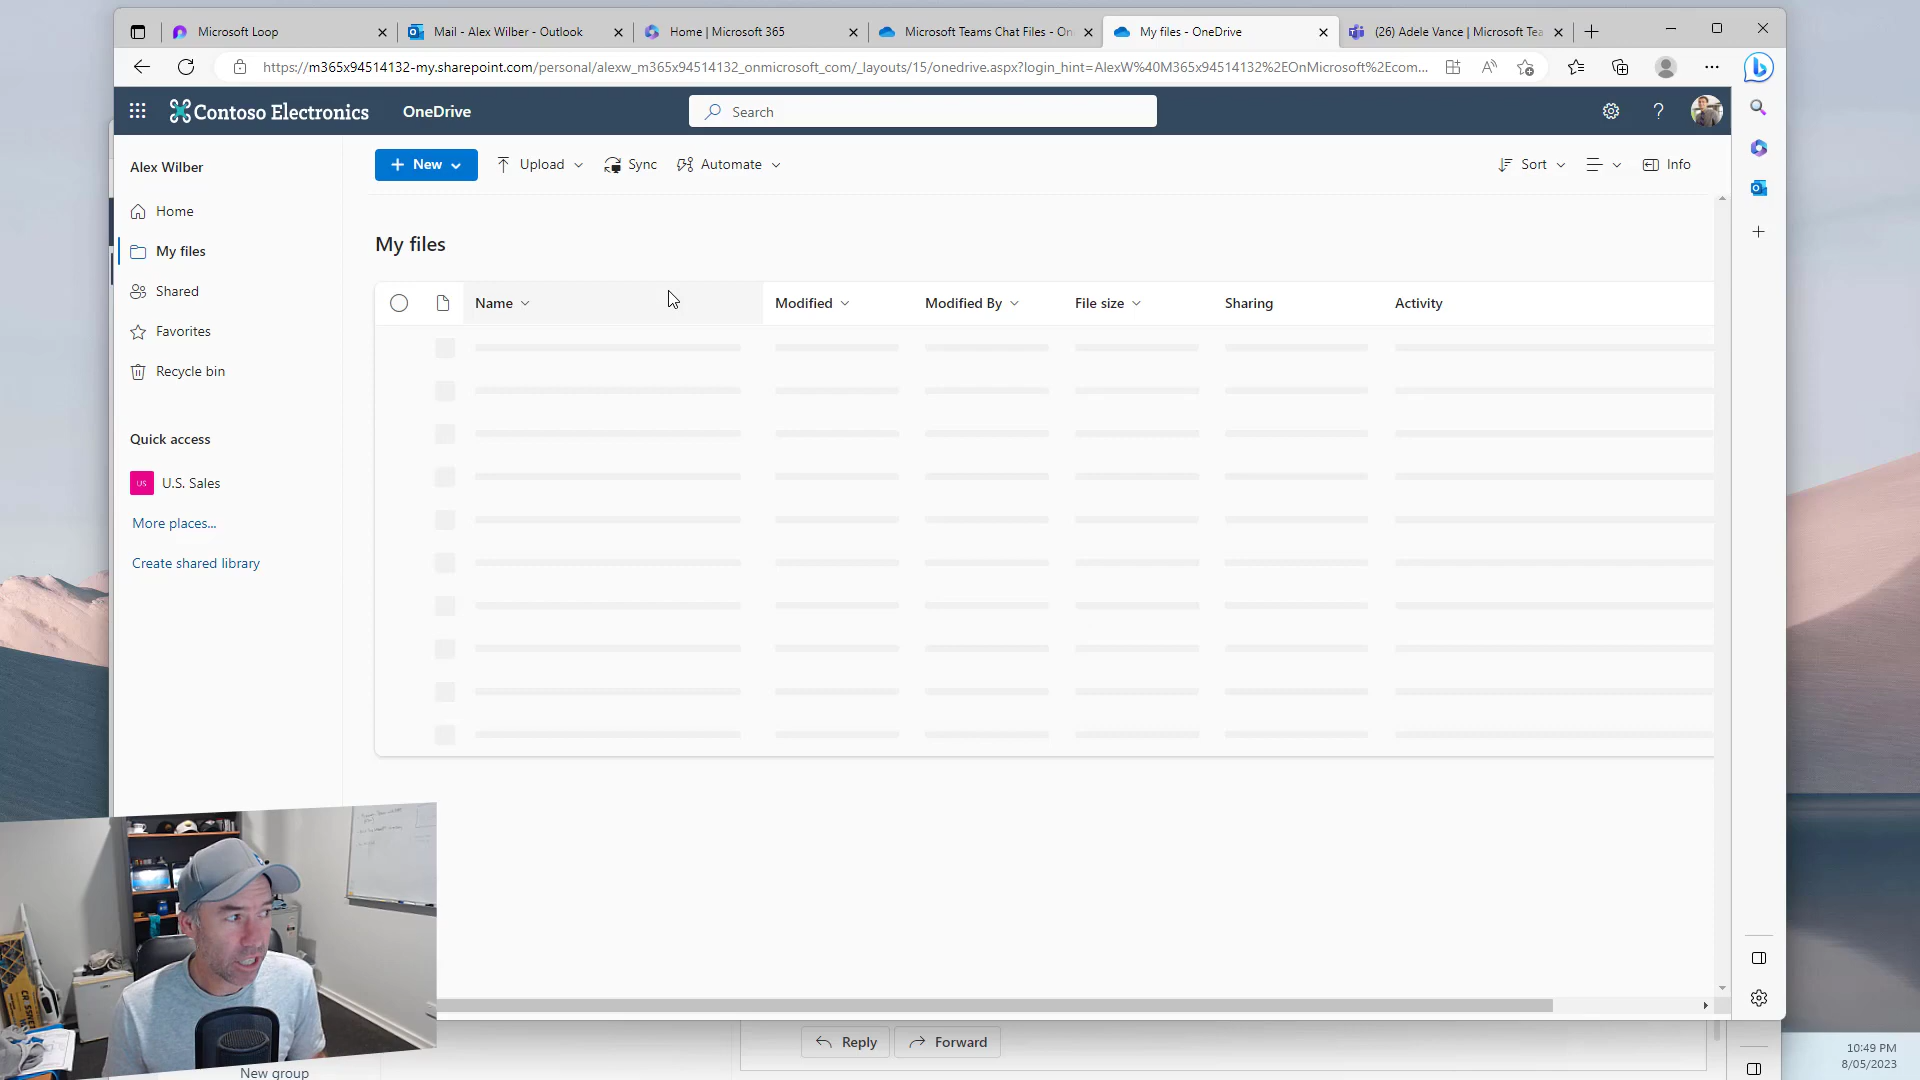 Microsoft Loop
Mail - Alex Wilber - Outlook
Home | Microsoft 365
Microsoft Teams Chat Files - On
My files - OneDrive
(26) Adele Vance | Microsoft Tea
https://m365x94514132-my.sharepoint.com/personal/alexw_m365x94514132_onmicrosoft_com/_layouts/15/onedrive.aspx?login_hint=AlexW%40M365x94514132%2EOnMicrosoft%2Ecom...
Contoso Electronics
OneDrive
Search
Alex Wilber
Home
My files
Shared
Favorites
Recycle bin
Quick access
US
U.S. Sales
More places...
Create shared library
New
Upload
Sync
Automate
Sort
Info
My files
Name
Modified
Modified By
File size
Sharing
Activity
Reply
Forward
New group
10:49 PM
8/05/2023